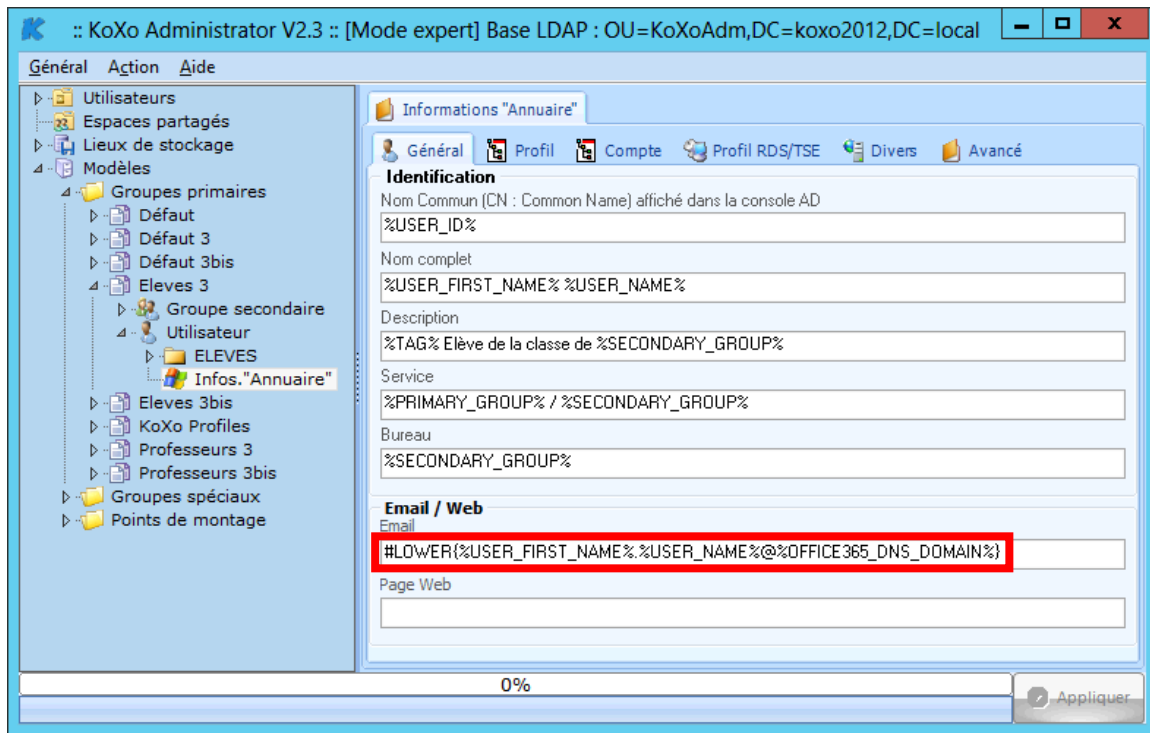 :: KoXo Administrator V2.3 :: [Mode expert] Base LDAP : OU=KoXoAdm,DC=koxo2012,DC=local
Général Action Aide
Utilisateurs
Espaces partagés
Lieux de stockage
Modèles
Groupes primaires
Défaut
Défaut 3
Défaut 3bis
Eleves 3
Groupe secondaire
Utilisateur
ELEVES
Infos."Annuaire"
Eleves 3bis
KoXo Profiles
Professeurs 3
Professeurs 3bis
Groupes spéciaux
Points de montage
Informations "Annuaire"
Général Profil Compte Profil RDS/TSE Divers Avancé
Identification
Nom Commun (CN : Common Name) affiché dans la console AD
%USER_ID%
Nom complet
%USER_FIRST_NAME% %USER_NAME%
Description
%TAG% Elève de la classe de %SECONDARY_GROUP%
Service
%PRIMARY_GROUP% / %SECONDARY_GROUP%
Bureau
%SECONDARY_GROUP%
Email / Web
Email
#LOWER{%USER_FIRST_NAME%.%USER_NAME%@%OFFICE365_DNS_DOMAIN%}
Page Web
0%
Appliquer